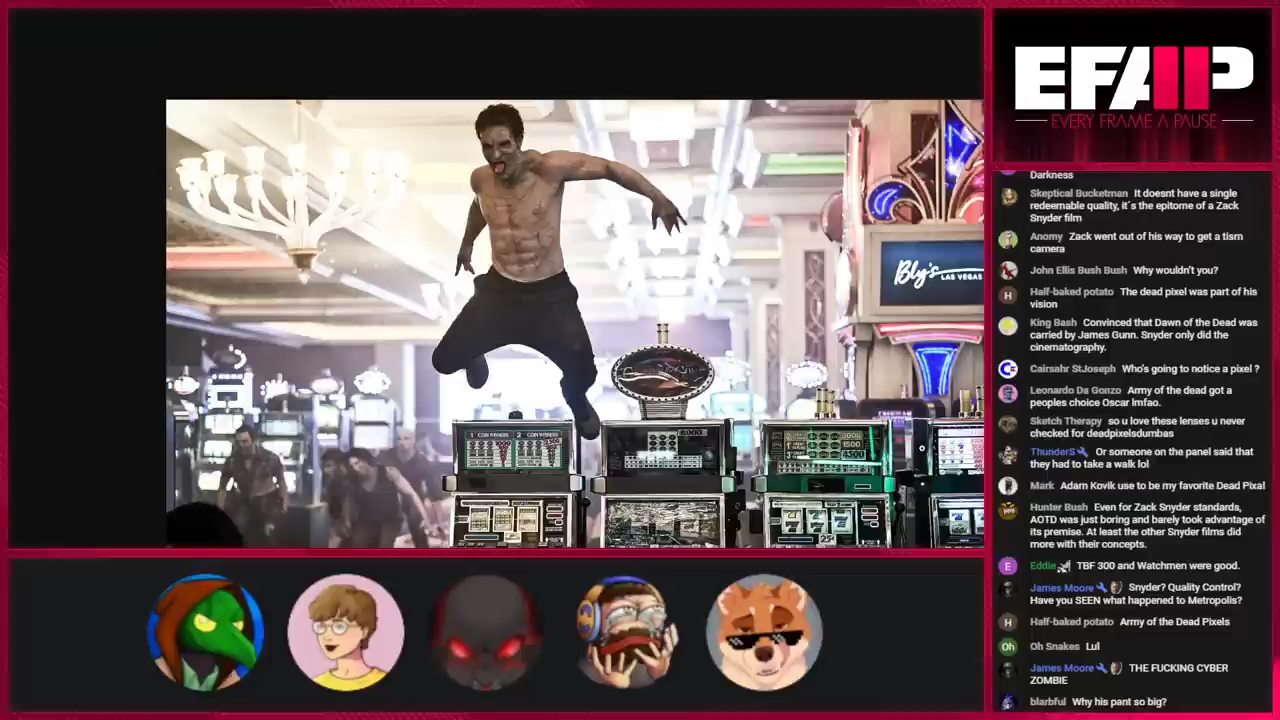 EFAP
EVERY FRAME A PAUSE
Bly's LAS VEGAS
1 COIN WINNERS 2 COIN WINNERS
Darkness
Skeptical Bucketman It doesnt have a single
redeemable quality, it´s the epitome of a Zack
Snyder film
Anomy Zack went out of his way to get a tism
camera
John Ellis Bush Bush Why wouldn't you?
H Half-baked potato The dead pixel was part of his
vision
King Bash Convinced that Dawn of the Dead was
carried by James Gunn. Snyder only did the
cinematography.
Cairsahr StJoseph Who's going to notice a pixel ?
Leonardo Da Gonzo Army of the dead got a
peoples choice Oscar lmfao.
Sketch Therapy so u love these lenses u never
checked for deadpixelsdumbas
ThunderS Or someone on the panel said that
they had to take a walk lol
Mark Adam Kovik use to be my favorite Dead Pixal
Hunter Bush Even for Zack Snyder standards,
AOTD was just boring and barely took advantage of
its premise. At least the other Snyder films did
more with their concepts.
E Eddie TBF 300 and Watchmen were good.
James Moore Snyder? Quality Control?
Have you SEEN what happened to Metropolis?
H Half-baked potato Army of the Dead Pixels
Oh Oh Snakes Lul
James Moore THE FUCKING CYBER
ZOMBIE
blarbful Why his pant so big?